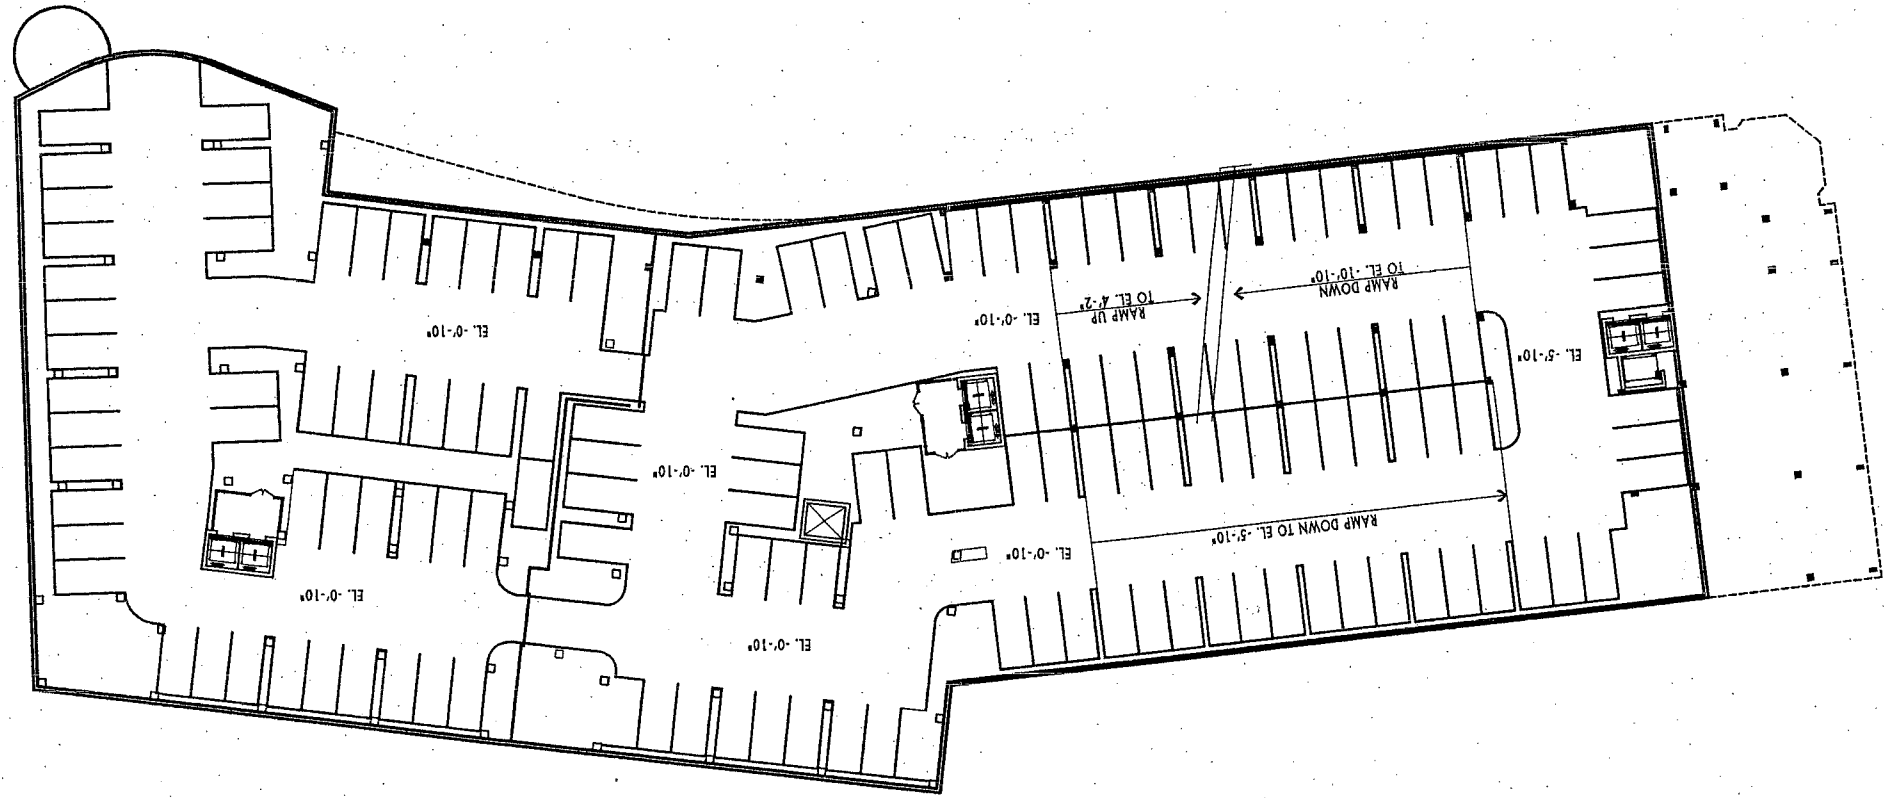 EL. -0'-10"
EL. -0'-10"
EL. -0'-10"
RAMP DOWN TO EL. -5'-10"
EL. -0'-10"
EL. -5'-10"
EL. -0'-10"
RAMP DOWN
TO EL. -10'-10"
RAMP UP
TO EL. 4'-2"
EL. -0'-10"